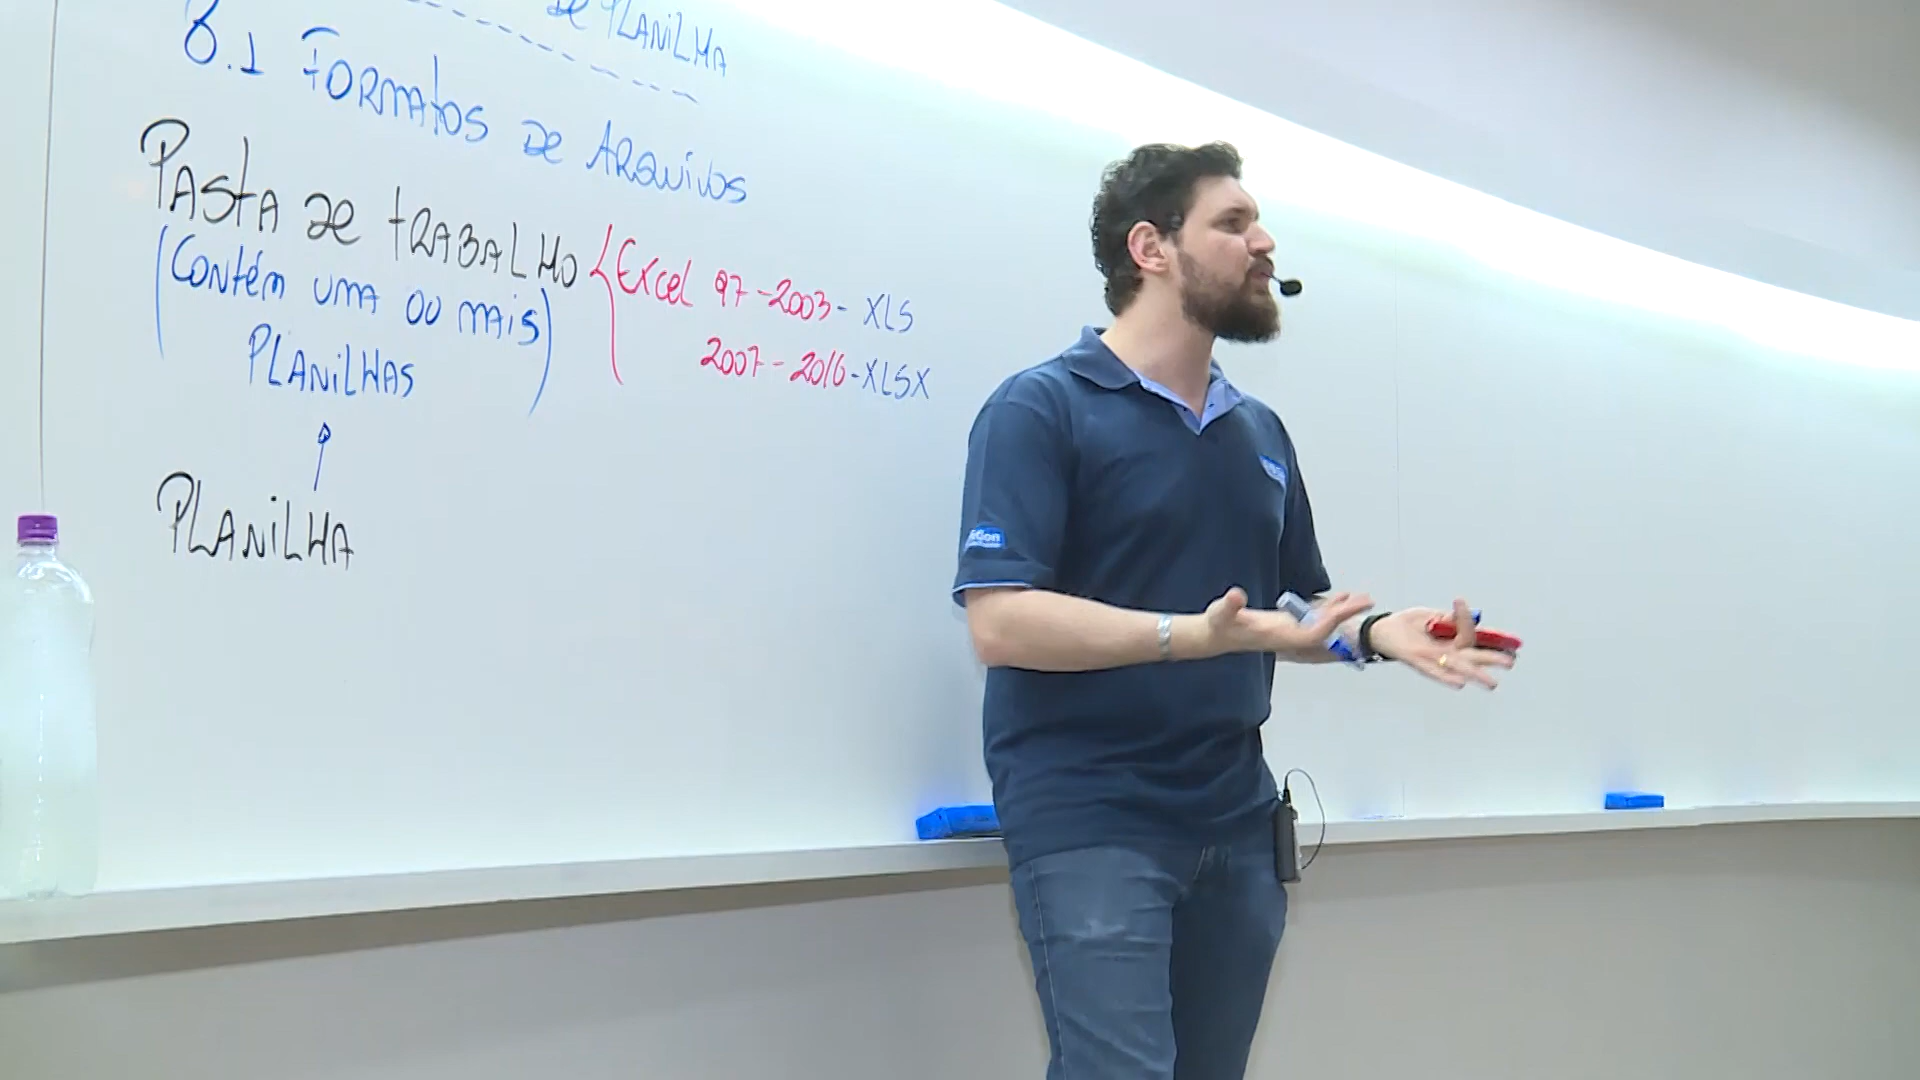 de Planilha
8.1 Formatos de Arquivos
Pasta de Trabalho
(Contém uma ou mais)
Planilhas
Excel 97-2003 - XLS
2007 - 2016 - XLSX
Planilha